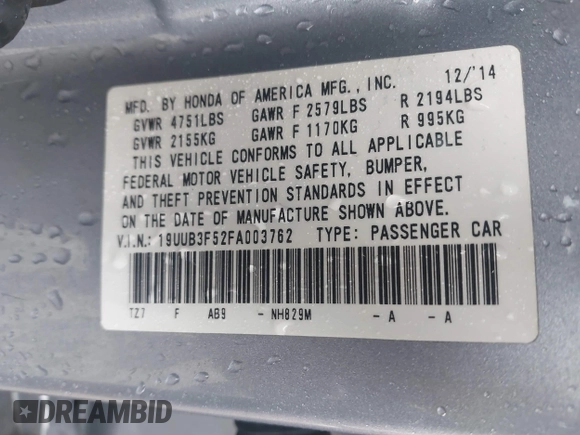 MFD. BY HONDA OF AMERICA MFG., INC. 12/'14
GVWR 4751LBS GAWR F 2579LBS R 2194LBS
GVWR 2155KG GAWR F 1170KG R 995KG
THIS VEHICLE CONFORMS TO ALL APPLICABLE
FEDERAL MOTOR VEHICLE SAFETY, BUMPER,
AND THEFT PREVENTION STANDARDS IN EFFECT
ON THE DATE OF MANUFACTURE SHOWN ABOVE.
V.I.N.: 19UUB3F52FA003762 TYPE: PASSENGER CAR
TZ7 F AB9 - NH829M - A - A
DREAMBID